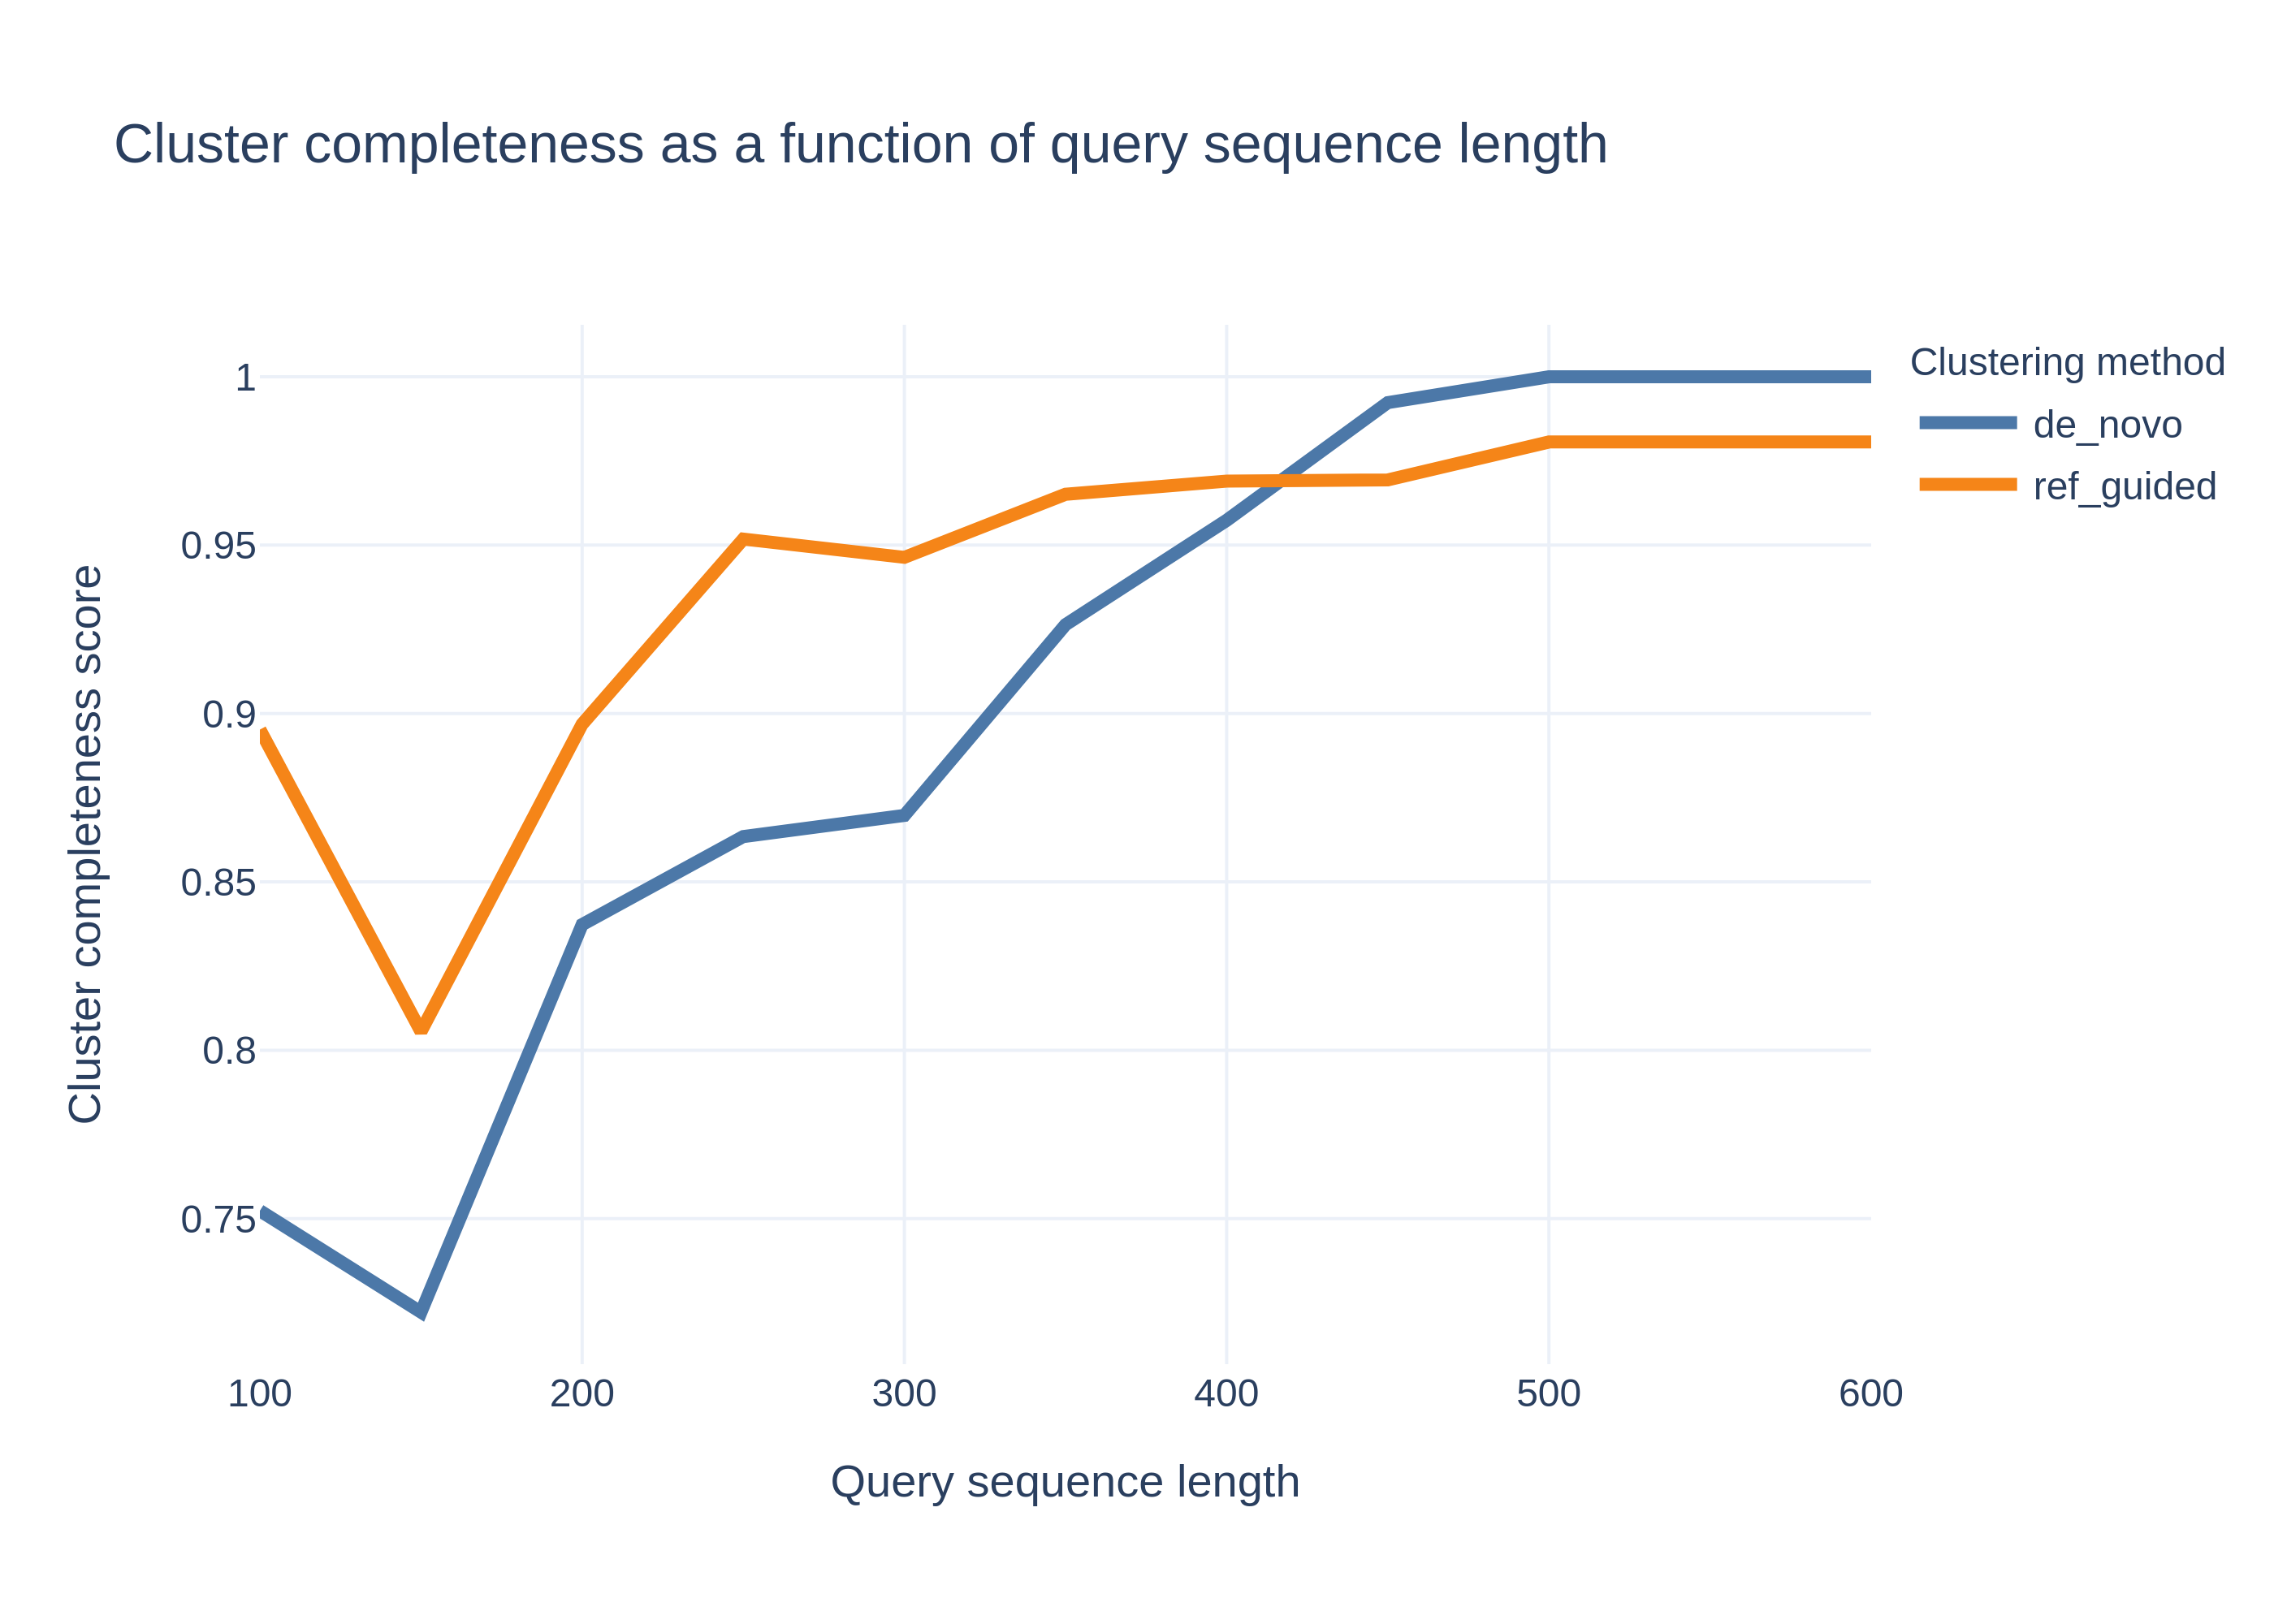 Cluster completeness as a function of query sequence length
Clustering method
de_novo
ref_guided
Cluster completeness score
1
0.95
0.9
0.85
0.8
0.75
100 200 300 400 500 600
Query sequence length